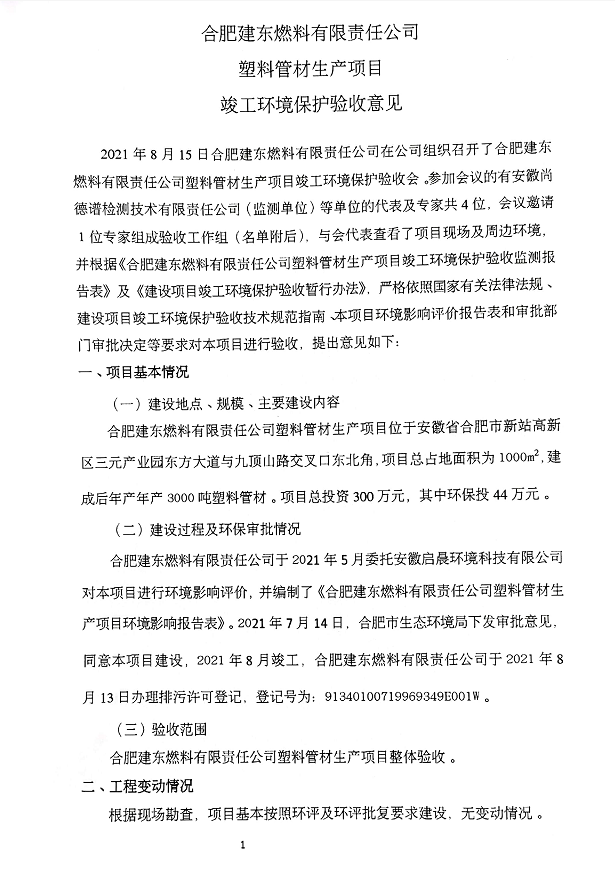 合肥建东燃料有限责任公司
塑料管材生产项目
竣工环境保护验收意见
2021 年 8 月 15 日合肥建东燃料有限责任公司在公司组织召开了合肥建东
燃料有限责任公司塑料管材生产项目竣工环境保护验收会。参加会议的有安徽尚
德谱检测技术有限责任公司（监测单位）等单位的代表及专家共 4 位，会议邀请
1 位专家组成验收工作组（名单附后），与会代表查看了项目现场及周边环境，
并根据《合肥建东燃料有限责任公司塑料管材生产项目竣工环境保护验收监测报
告表》及《建设项目竣工环境保护验收暂行办法》，严格依照国家有关法律法规、
建设项目竣工环境保护验收技术规范指南、本项目环境影响评价报告表和审批部
门审批决定等要求对本项目进行验收，提出意见如下：
一、项目基本情况
（一）建设地点、规模、主要建设内容
合肥建东燃料有限责任公司塑料管材生产项目位于安徽省合肥市新站高新
区三元产业园东方大道与九顶山路交叉口东北角，项目总占地面积为 1000m²，建
成后年产年产 3000 吨塑料管材。项目总投资 300 万元，其中环保投 44 万元。
（二）建设过程及环保审批情况
合肥建东燃料有限责任公司于 2021 年 5 月委托安徽启晨环境科技有限公司
对本项目进行环境影响评价，并编制了《合肥建东燃料有限责任公司塑料管材生
产项目环境影响报告表》。2021 年 7 月 14 日，合肥市生态环境局下发审批意见，
同意本项目建设，2021 年 8 月竣工，合肥建东燃料有限责任公司于 2021 年 8
月 13 日办理排污许可登记，登记号为：91340100719969349E001W。
（三）验收范围
合肥建东燃料有限责任公司塑料管材生产项目整体验收。
二、工程变动情况
根据现场勘查，项目基本按照环评及环评批复要求建设，无变动情况。
1